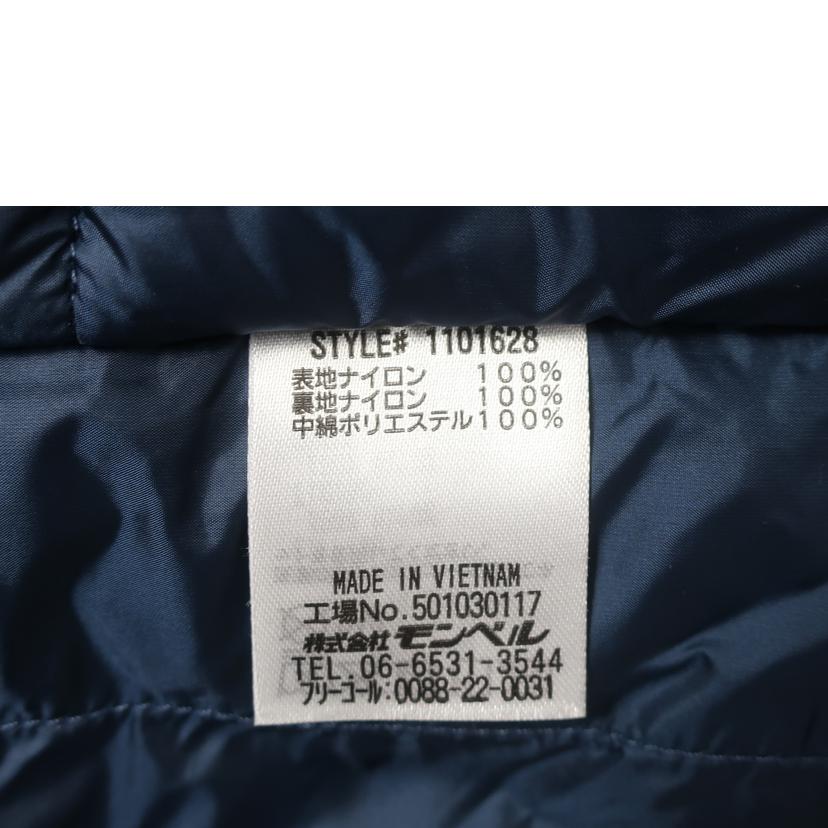 STYLE# 1101628
表地ナイロン 100%
裏地ナイロン 100%
中綿ポリエステル100%
MADE IN VIETNAM
工場No.501030117
株式会社 モンベル
TEL 06-6531-3544
フリーコール:0088-22-0031